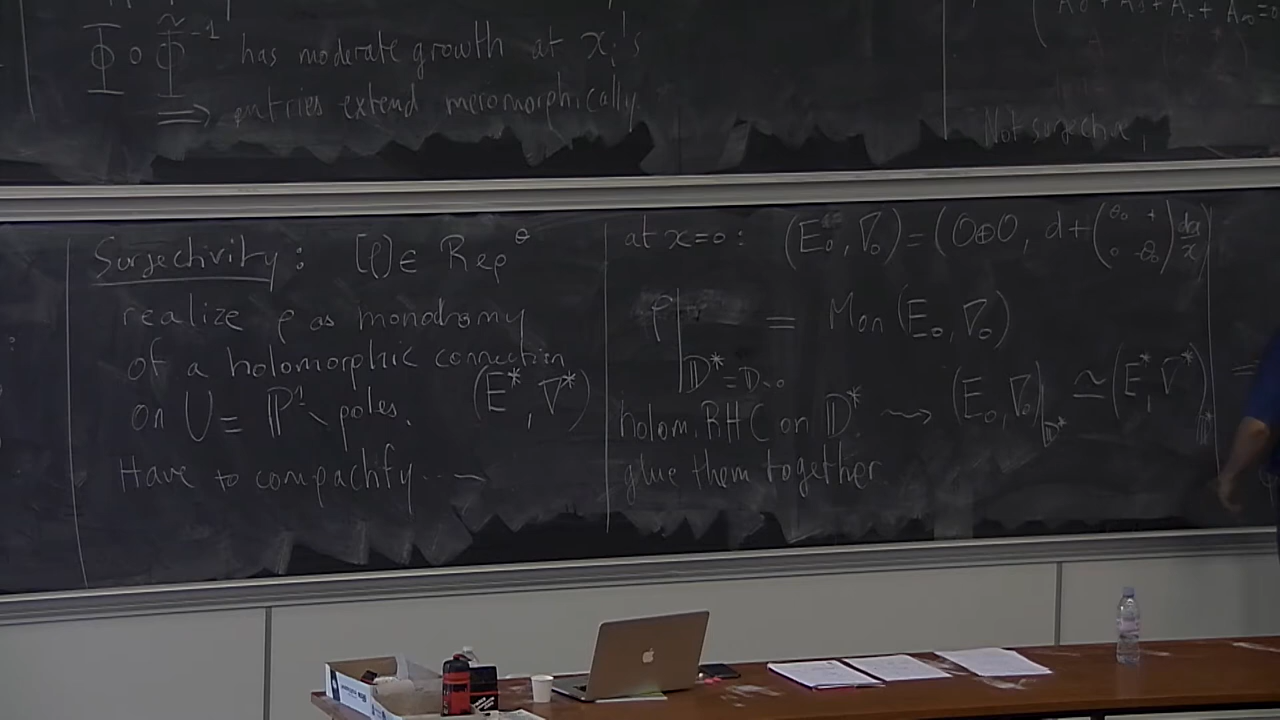 Φ ∘ Φ̃⁻¹ has moderate growth at xᵢ's
⟹ entries extend meromorphically
Not surjective,
Surjectivity: [ρ] ∈ Rep^θ
realize ρ as monodromy
of a holomorphic connection
on U = P¹ \ poles. (E*, ∇*)
Have to compactify...
at x=0: (E₀, ∇₀) = (O⊕O, d+(θ₀ + 0 -θ₀) dx/x
ρ| = Mon(E₀, ∇₀)
D* = D \ 0
holom. RHC on D* ⇝ (E₀, ∇₀)|D* ≃ (E*, ∇*)|D* =
glue them together